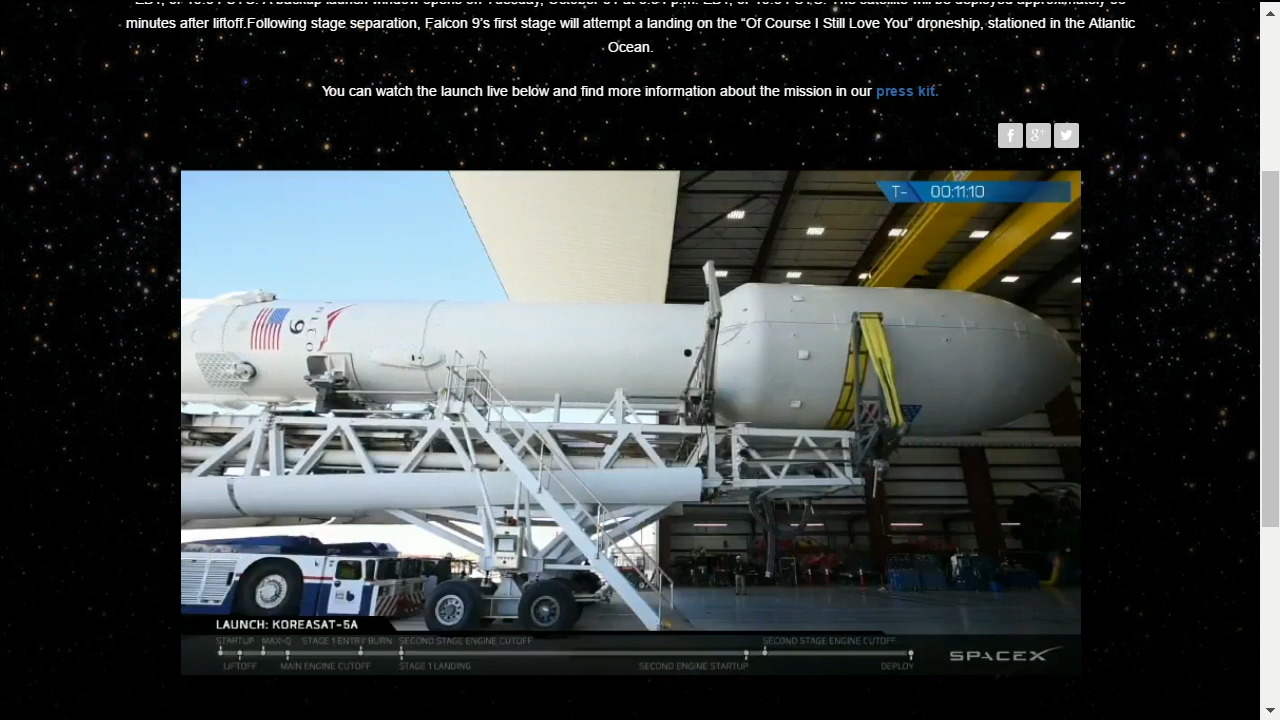 minutes after liftoff.Following stage separation, Falcon 9's first stage will attempt a landing on the "Of Course I Still Love You" droneship, stationed in the Atlantic
Ocean.
You can watch the launch live below and find more information about the mission in our press kit.
f g+
T- 00:11:10
9
LAUNCH: KOREASAT-5A
STARTUP MAX-Q STAGE 1 ENTRY BURN SECOND STAGE ENGINE CUTOFF SECOND STAGE ENGINE CUTOFF
LIFTOFF MAIN ENGINE CUTOFF STAGE 1 LANDING SECOND ENGINE STARTUP DEPLOY
SPACEX